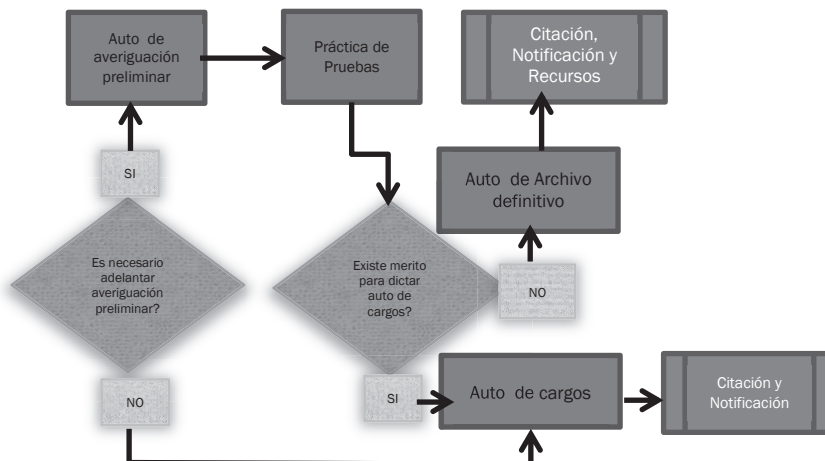 Auto de
averiguación
preliminar
Práctica de
Pruebas
Citación,
Notificación y
Recursos
SI
Auto de Archivo
definitivo
Es necesario
adelantar
averiguación
preliminar?
Existe merito
para dictar
auto de
cargos?
NO
NO
SI
Auto de cargos
Citación y
Notificación